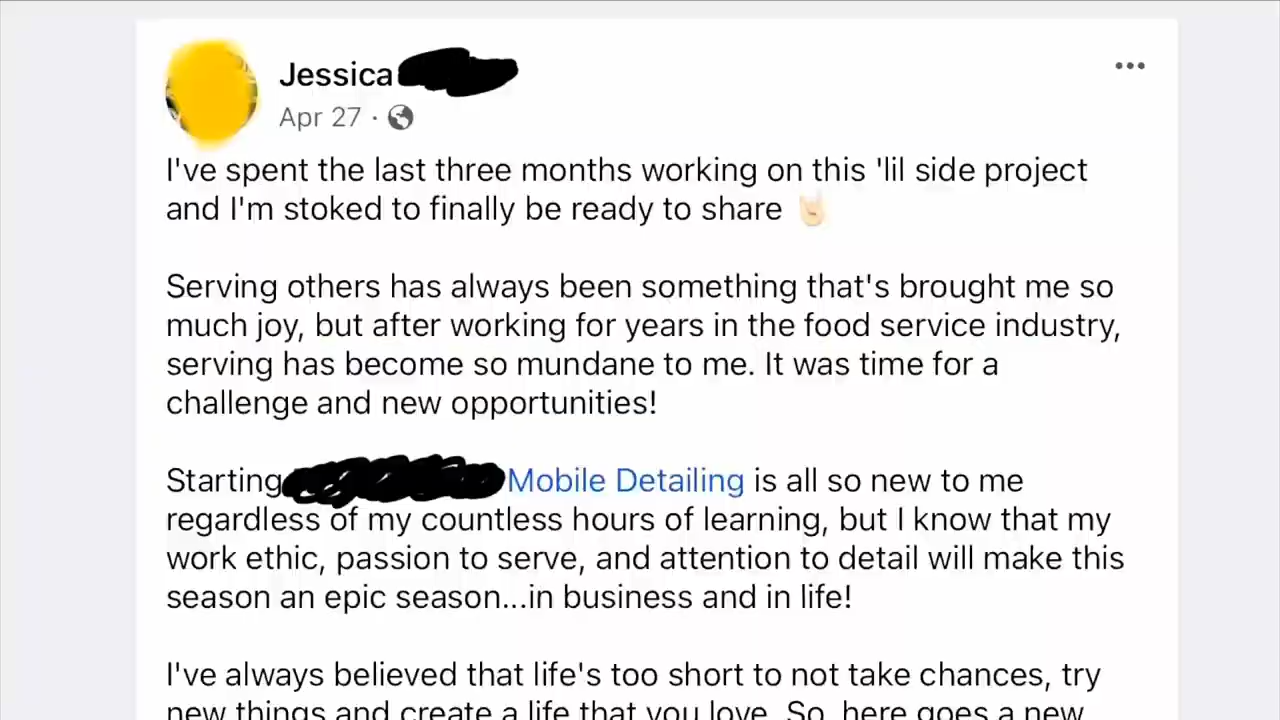 Jessica
Apr 27 ·
I've spent the last three months working on this 'lil side project
and I'm stoked to finally be ready to share 🤘🏻
Serving others has always been something that's brought me so
much joy, but after working for years in the food service industry,
serving has become so mundane to me. It was time for a
challenge and new opportunities!
Starting Mobile Detailing is all so new to me
regardless of my countless hours of learning, but I know that my
work ethic, passion to serve, and attention to detail will make this
season an epic season...in business and in life!
I've always believed that life's too short to not take chances, try
new things and create a life that you love. So, here goes a new